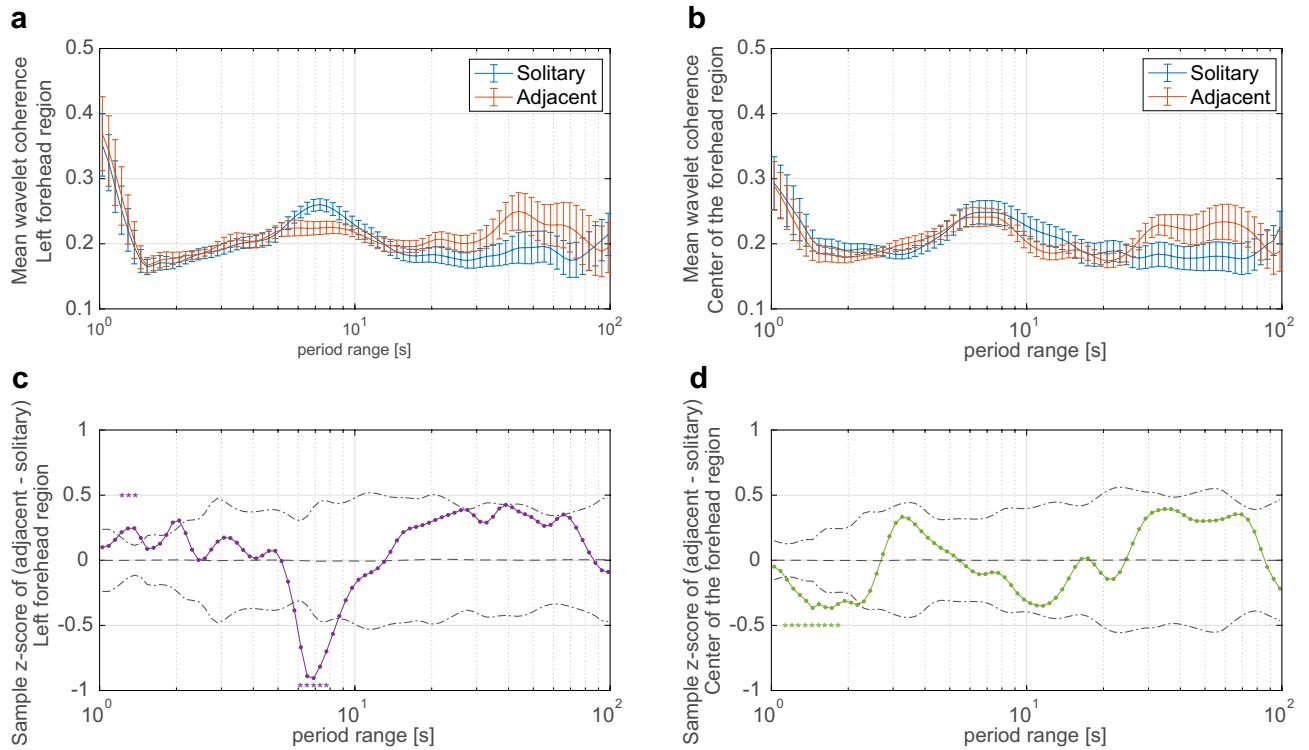 a
Mean wavelet coherence
Left forehead region
0.5
0.4
0.3
0.2
0.1
10^0
10^1
10^2
period range [s]
Solitary
Adjacent
b
Mean wavelet coherence
Center of the forehead region
0.5
0.4
0.3
0.2
0.1
10^0
10^1
10^2
period range [s]
Solitary
Adjacent
c
Sample z-score of (adjacent - solitary)
Left forehead region
1
0.5
0
-0.5
-1
***
*****
10^0
10^1
10^2
period range [s]
d
Sample z-score of (adjacent - solitary)
Center of the forehead region
1
0.5
0
-0.5
-1
*********
10^0
10^1
10^2
period range [s]